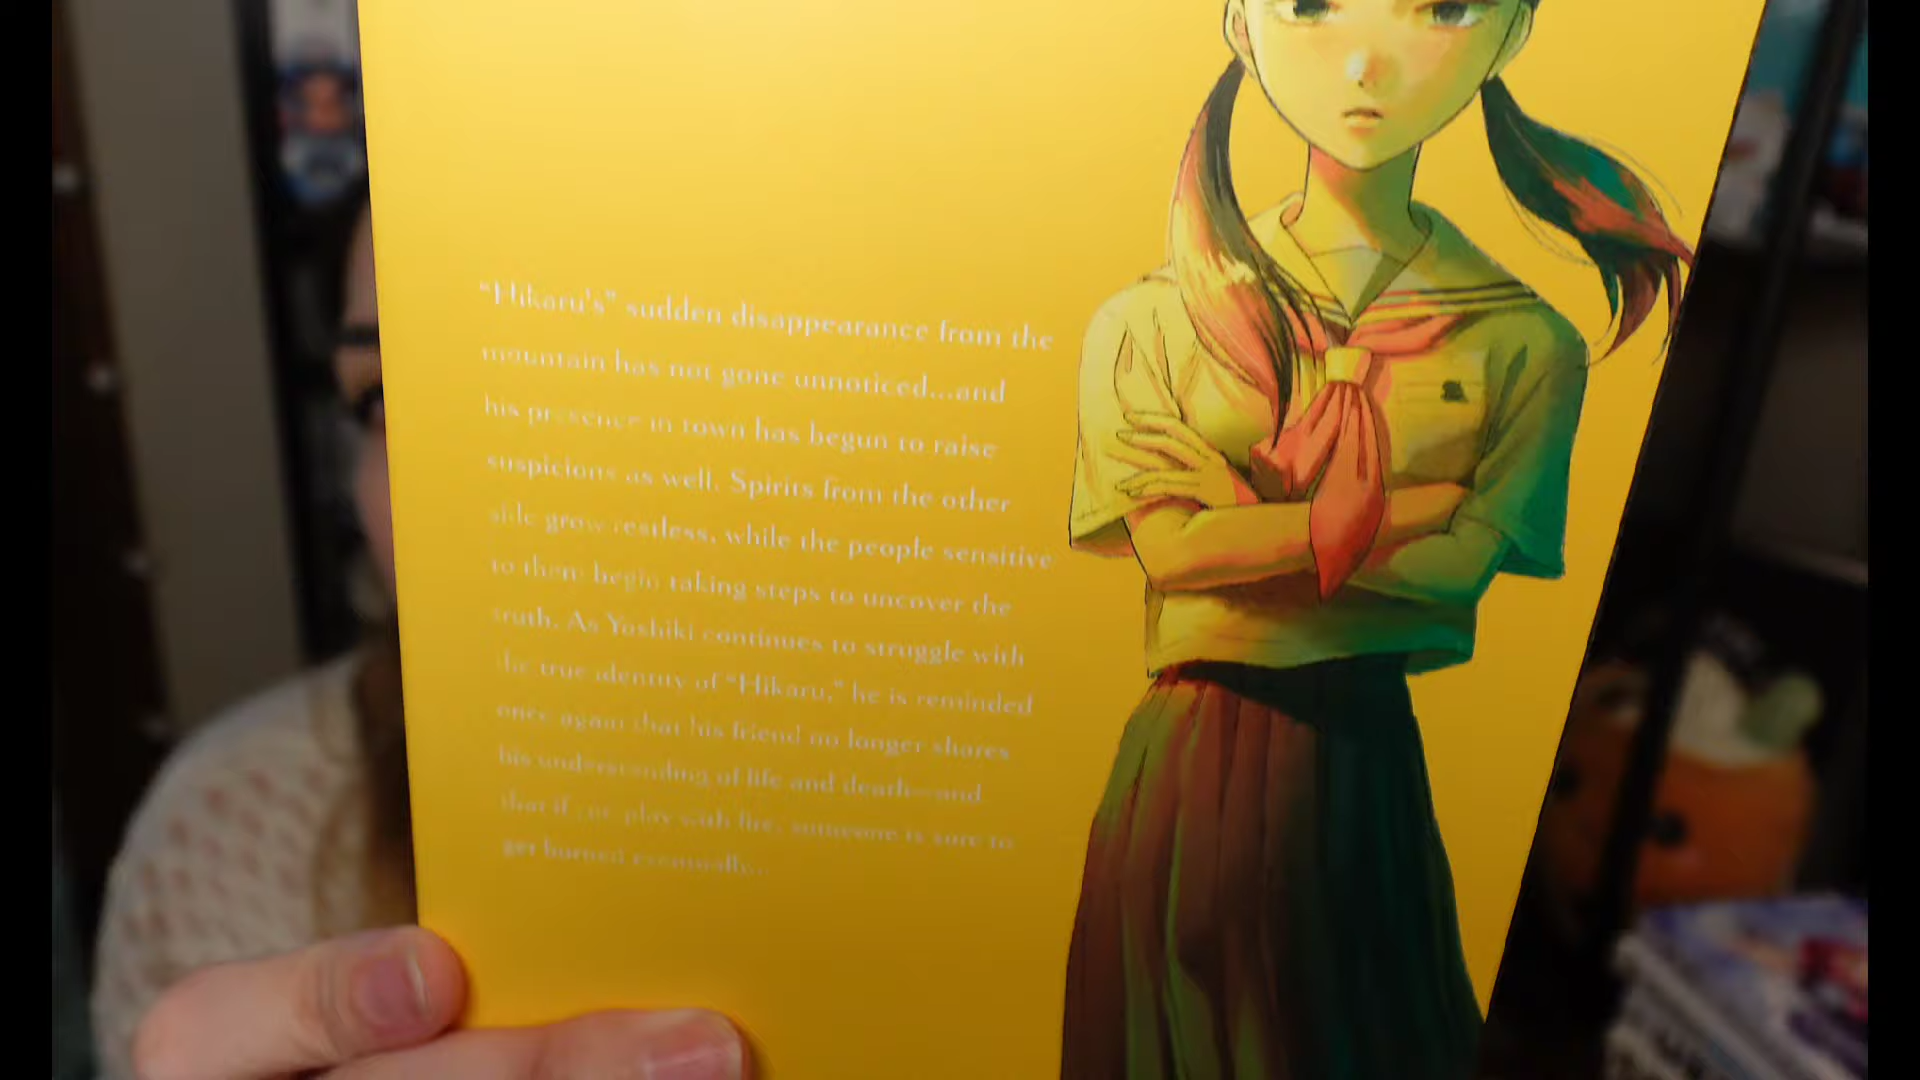 “Hikaru’s” sudden disappearance from the
mountain has not gone unnoticed...and
his presence in town has begun to raise
suspicions as well. Spirits from the other
side grow restless, while the people sensitive
to them begin taking steps to uncover the
truth. As Yoshiki continues to struggle with
the true identity of “Hikaru,” he is reminded
once again that his friend no longer shares
his understanding of life and death—and
that if you play with fire, someone is sure to
get burned eventually...